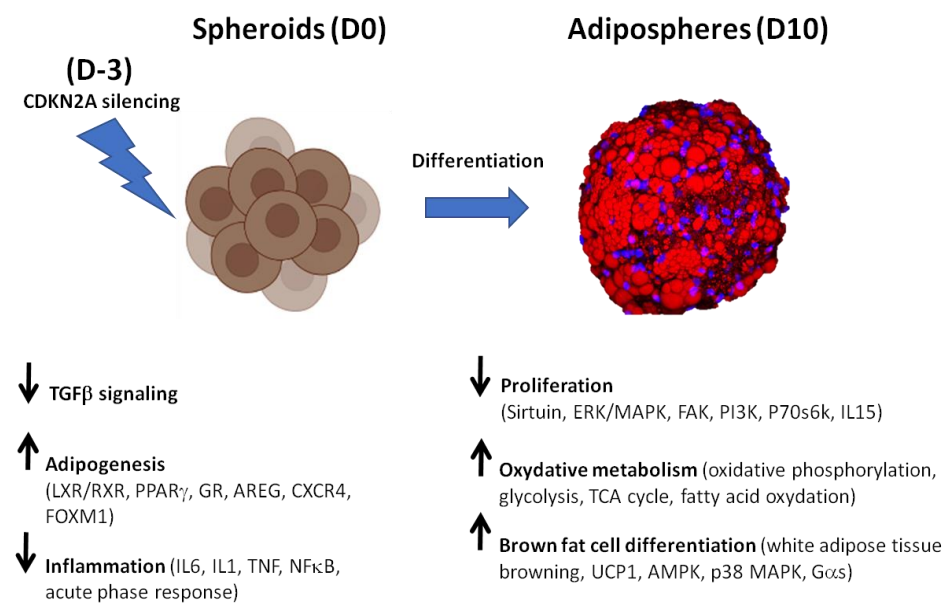 Spheroids (D0)
Adipospheres (D10)
(D-3)
CDKN2A silencing
Differentiation
TGFβ signaling
Adipogenesis
(LXR/RXR, PPARγ, GR, AREG, CXCR4,
FOXM1)
Inflammation (IL6, IL1, TNF, NFκB,
acute phase response)
Proliferation
(Sirtuin, ERK/MAPK, FAK, PI3K, P70s6k, IL15)
Oxydative metabolism (oxidative phosphorylation,
glycolysis, TCA cycle, fatty acid oxydation)
Brown fat cell differentiation (white adipose tissue
browning, UCP1, AMPK, p38 MAPK, Gαs)